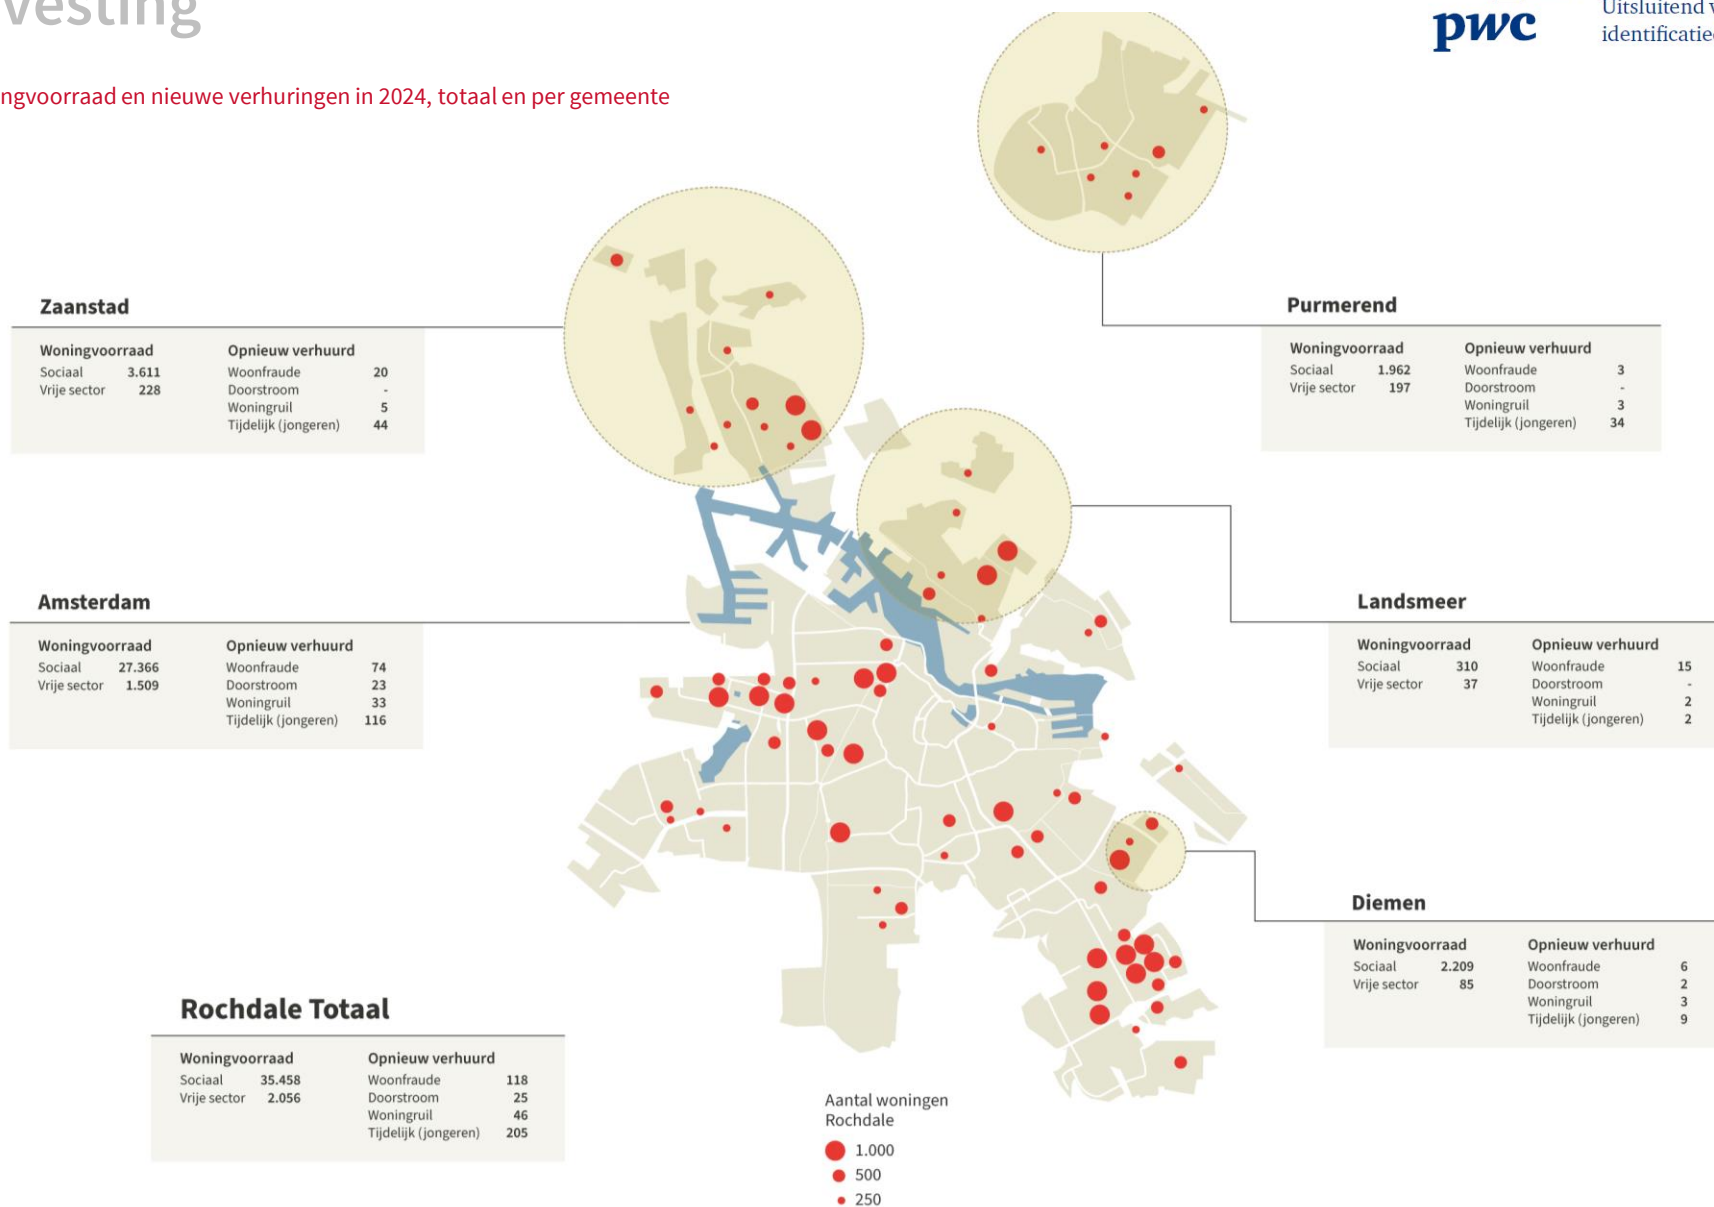 vesting
pwc
Uitsluitend
ngvoorraad en nieuwe verhuringen in 2024, totaal en per gemeente
Zaanstad
Woningvoorraad Opnieuw verhuurd
Sociaal 3.611 Woonfraude 20
Vrije sector 228 Doorstroom -
Woningruil 5
Tijdelijk (jongeren) 44
Purmerend
Woningvoorraad Opnieuw verhuurd
Sociaal 1.962 Woonfraude 3
Vrije sector 197 Doorstroom -
Woningruil 3
Tijdelijk (jongeren) 34
Amsterdam
Woningvoorraad Opnieuw verhuurd
Sociaal 27.366 Woonfraude 74
Vrije sector 1.509 Doorstroom 23
Woningruil 33
Tijdelijk (jongeren) 116
Landsmeer
Woningvoorraad Opnieuw verhuurd
Sociaal 310 Woonfraude 15
Vrije sector 37 Doorstroom -
Woningruil 2
Tijdelijk (jongeren) 2
Diemen
Woningvoorraad Opnieuw verhuurd
Sociaal 2.209 Woonfraude 6
Vrije sector 85 Doorstroom 2
Woningruil 3
Tijdelijk (jongeren) 9
Rochdale Totaal
Woningvoorraad Opnieuw verhuurd
Sociaal 35.458 Woonfraude 118
Vrije sector 2.056 Doorstroom 25
Woningruil 46
Tijdelijk (jongeren) 205
Aantal woningen
Rochdale
1.000
500
250